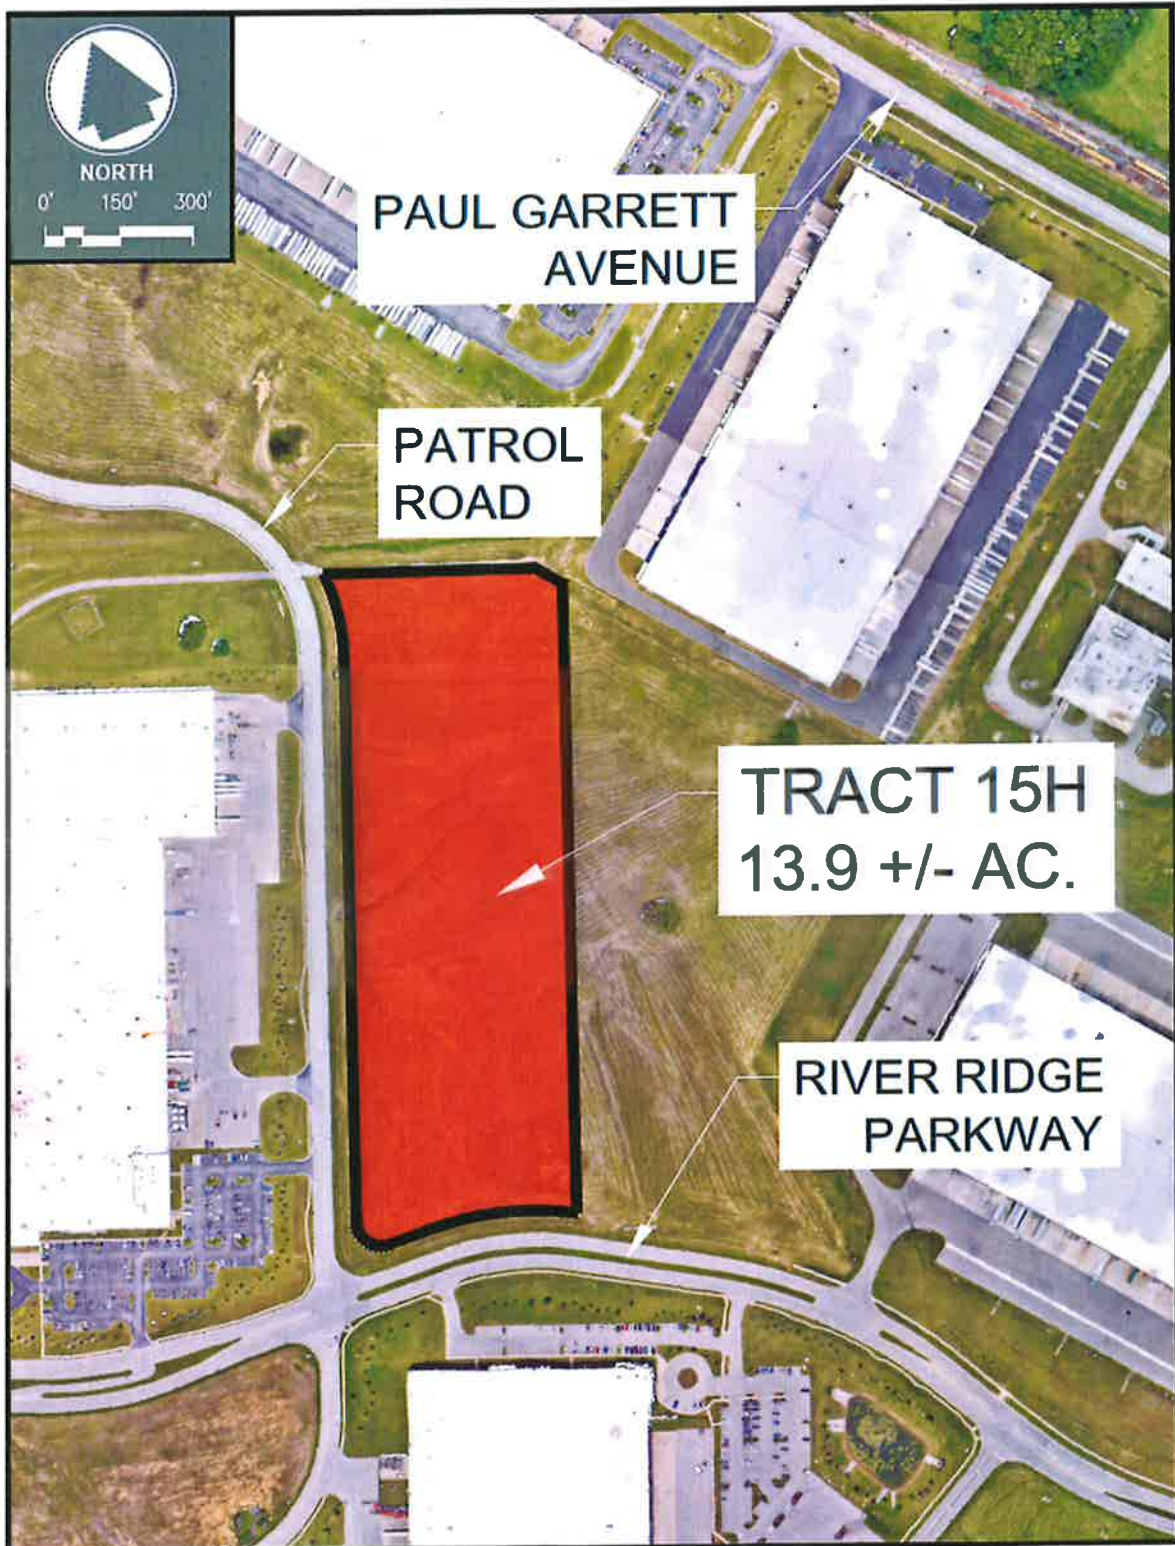 NORTH
0' 150' 300'
PAUL GARRETT
AVENUE
PATROL
ROAD
TRACT 15H
13.9 +/- AC.
RIVER RIDGE
PARKWAY